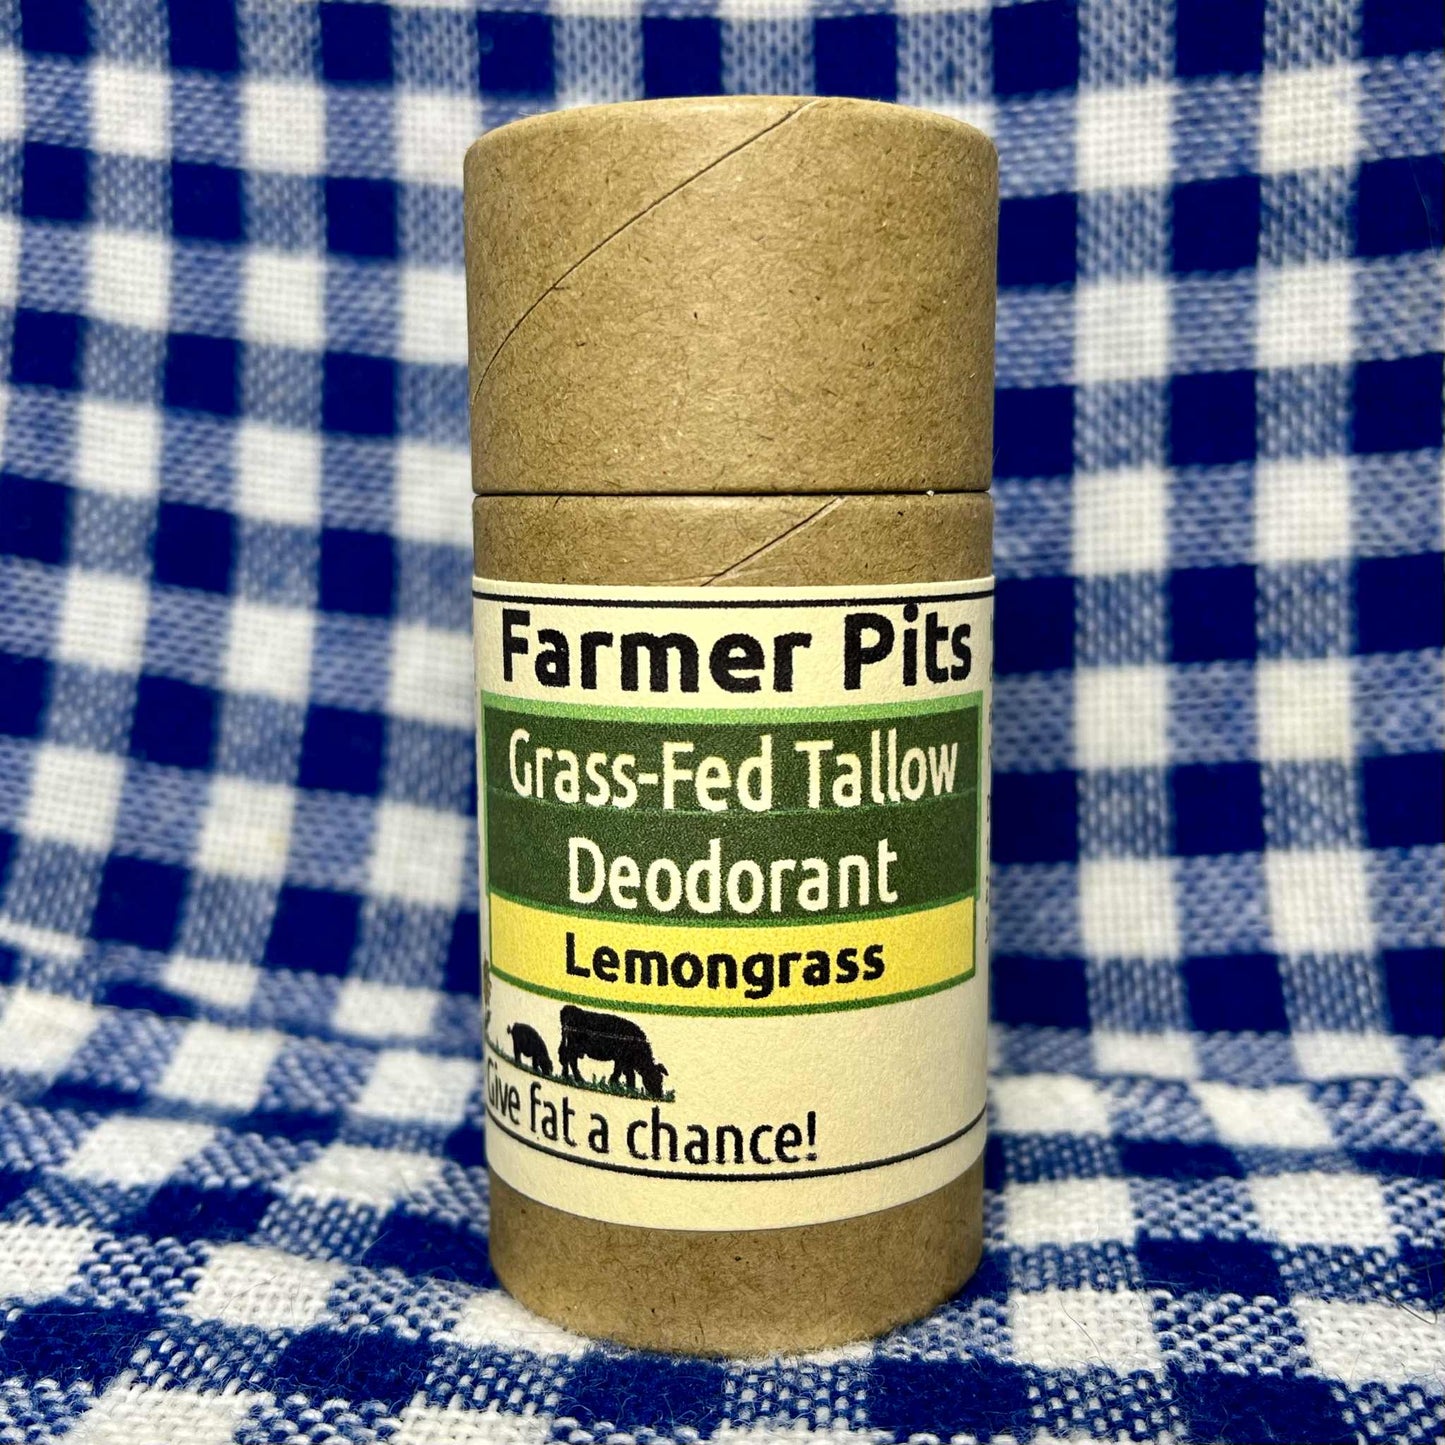 Farmer Pits
Grass-Fed Tallow
Deodorant
Lemongrass
Give fat a chance!